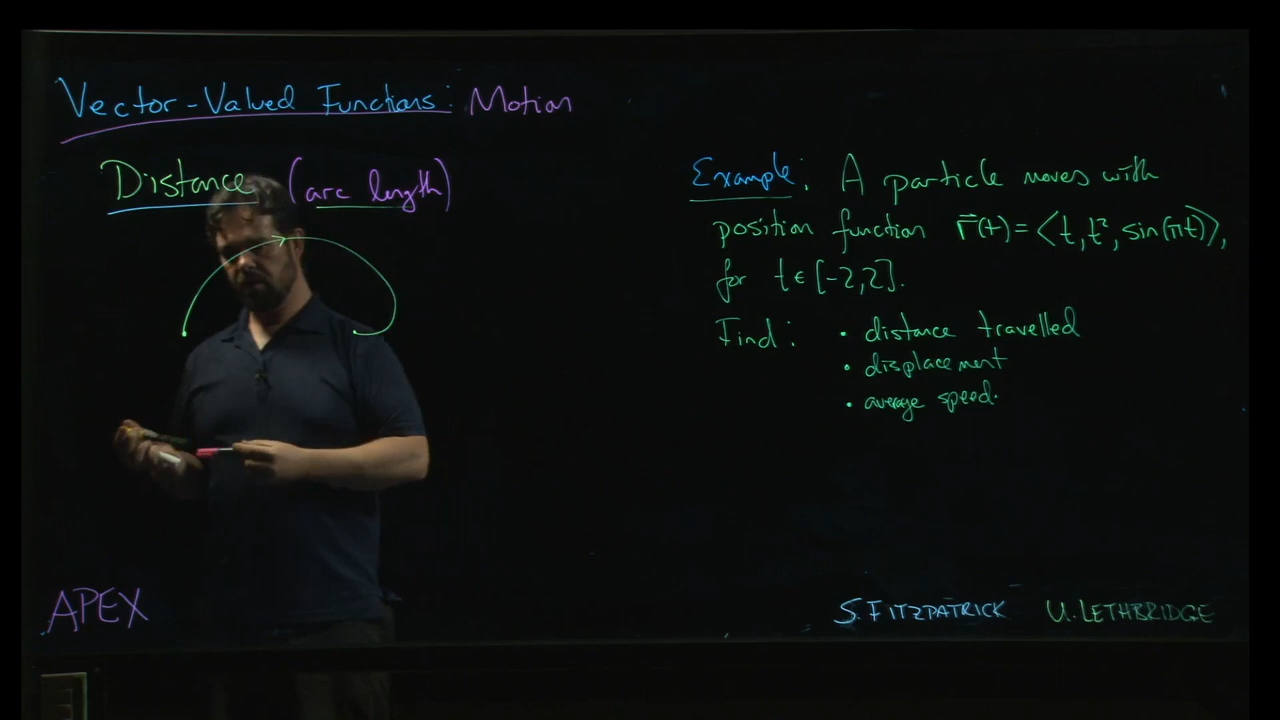 Vector-Valued Functions: Motion
Distance (arc length)
Example: A particle moves with
position function r⃗(t) = ⟨t, t², sin(πt)⟩,
for t ∈ [-2,2].
Find: • distance travelled
• displacement
• average speed.
APEX
S. FITZPATRICK U. LETHBRIDGE